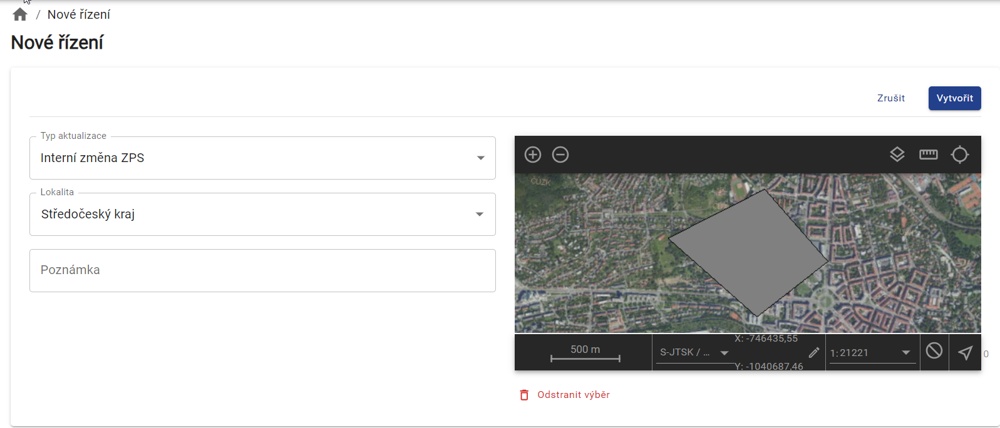 / Nové řízení
Nové řízení
Zrušit
Vytvořit
Typ aktualizace
Interní změna ZPS
Lokalita
Středočeský kraj
Poznámka
ČÚZK
500 m
S-JTSK / ...
X: -746435,55
Y: -1040687,46
1: 21221
0
Odstranit výběr